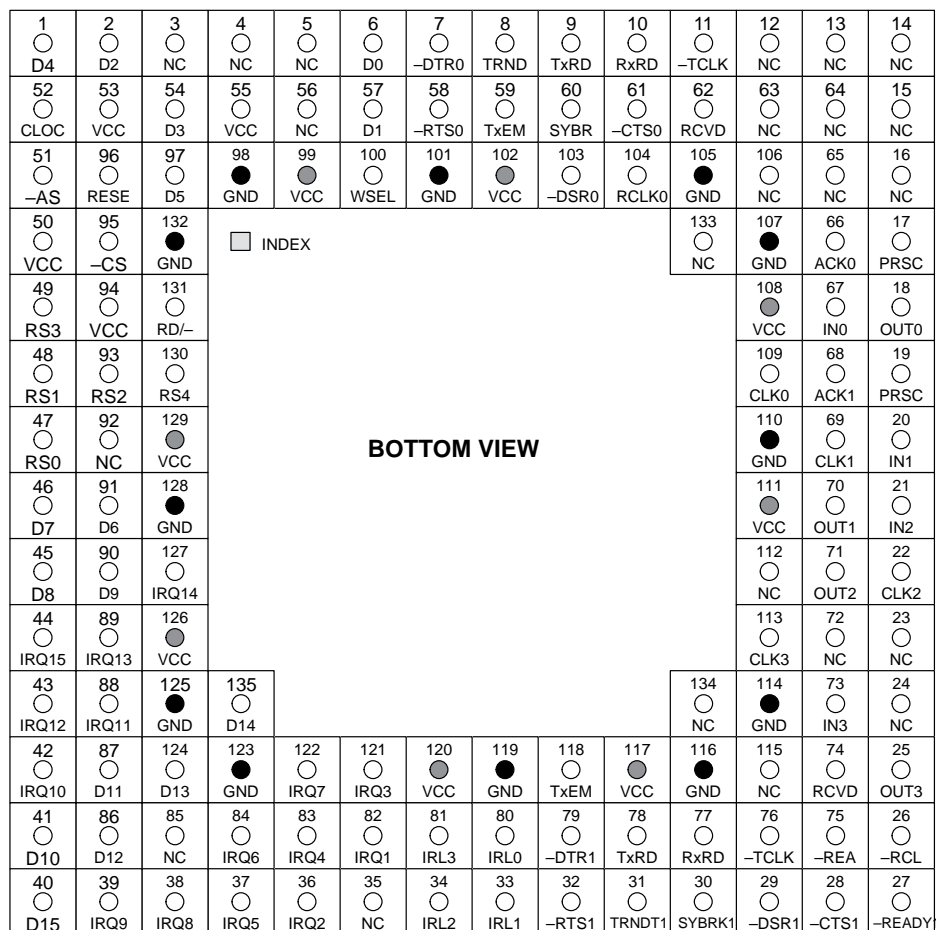 1 2 3 4 5 6 7 8 9 10 11 12 13 14
D4 D2 NC NC NC D0 –DTR0 TRND TxRD RxRD –TCLK NC NC NC
52 53 54 55 56 57 58 59 60 61 62 63 64 15
CLOC VCC D3 VCC NC D1 –RTS0 TxEM SYBR –CTS0 RCVD NC NC NC
51 96 97 98 99 100 101 102 103 104 105 106 65 16
–AS RESE D5 GND VCC WSEL GND VCC –DSR0 RCLK0 GND NC NC NC
50 95 132 133 107 66 17
INDEX
VCC –CS GND NC GND ACK0 PRSC
49 94 131 108 67 18
RS3 VCC RD/– VCC IN0 OUT0
48 93 130 109 68 19
RS1 RS2 RS4 CLK0 ACK1 PRSC
47 92 129 110 69 20
BOTTOM VIEW
RS0 NC VCC GND CLK1 IN1
46 91 128 111 70 21
D7 D6 GND VCC OUT1 IN2
45 90 127 112 71 22
D8 D9 IRQ14 NC OUT2 CLK2
44 89 126 113 72 23
IRQ15 IRQ13 VCC CLK3 NC NC
43 88 125 135 134 114 73 24
IRQ12 IRQ11 GND D14 NC GND IN3 NC
42 87 124 123 122 121 120 119 118 117 116 115 74 25
IRQ10 D11 D13 GND IRQ7 IRQ3 VCC GND TxEM VCC GND NC RCVD OUT3
41 86 85 84 83 82 81 80 79 78 77 76 75 26
D10 D12 NC IRQ6 IRQ4 IRQ1 IRL3 IRL0 –DTR1 TxRD RxRD –TCLK –REA –RCL
40 39 38 37 36 35 34 33 32 31 30 29 28 27
D15 IRQ9 IRQ8 IRQ5 IRQ2 NC IRL2 IRL1 –RTS1 TRNDT1 SYBRK1 –DSR1 –CTS1 –READY1